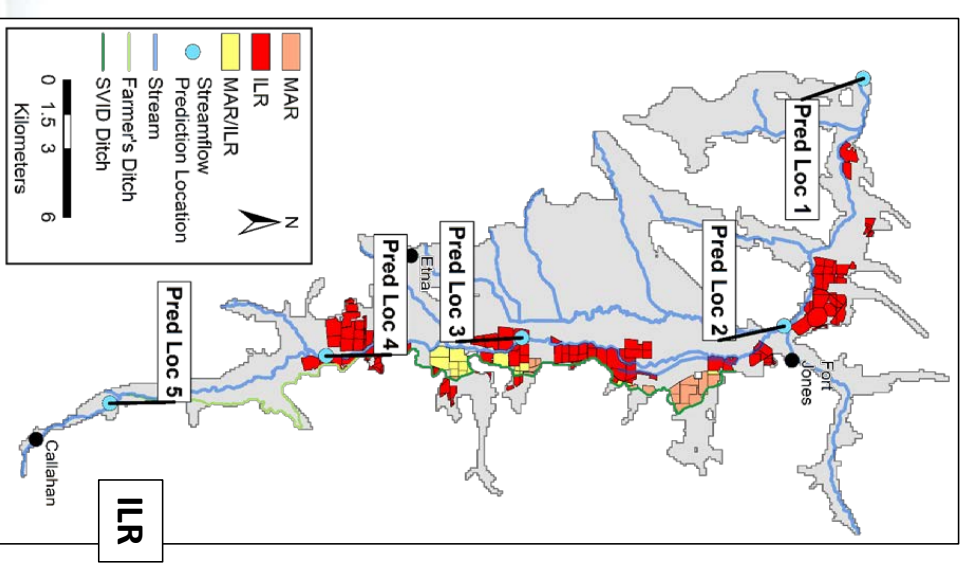 MAR
ILR
MAR/ILR
Streamflow
Prediction Location
Stream
Farmer's Ditch
SVID Ditch
N
0 1.5 3 6
Kilometers
Pred Loc 1
Pred Loc 2
Pred Loc 3
Pred Loc 4
Pred Loc 5
Fort
Jones
Etna
Callahan
ILR